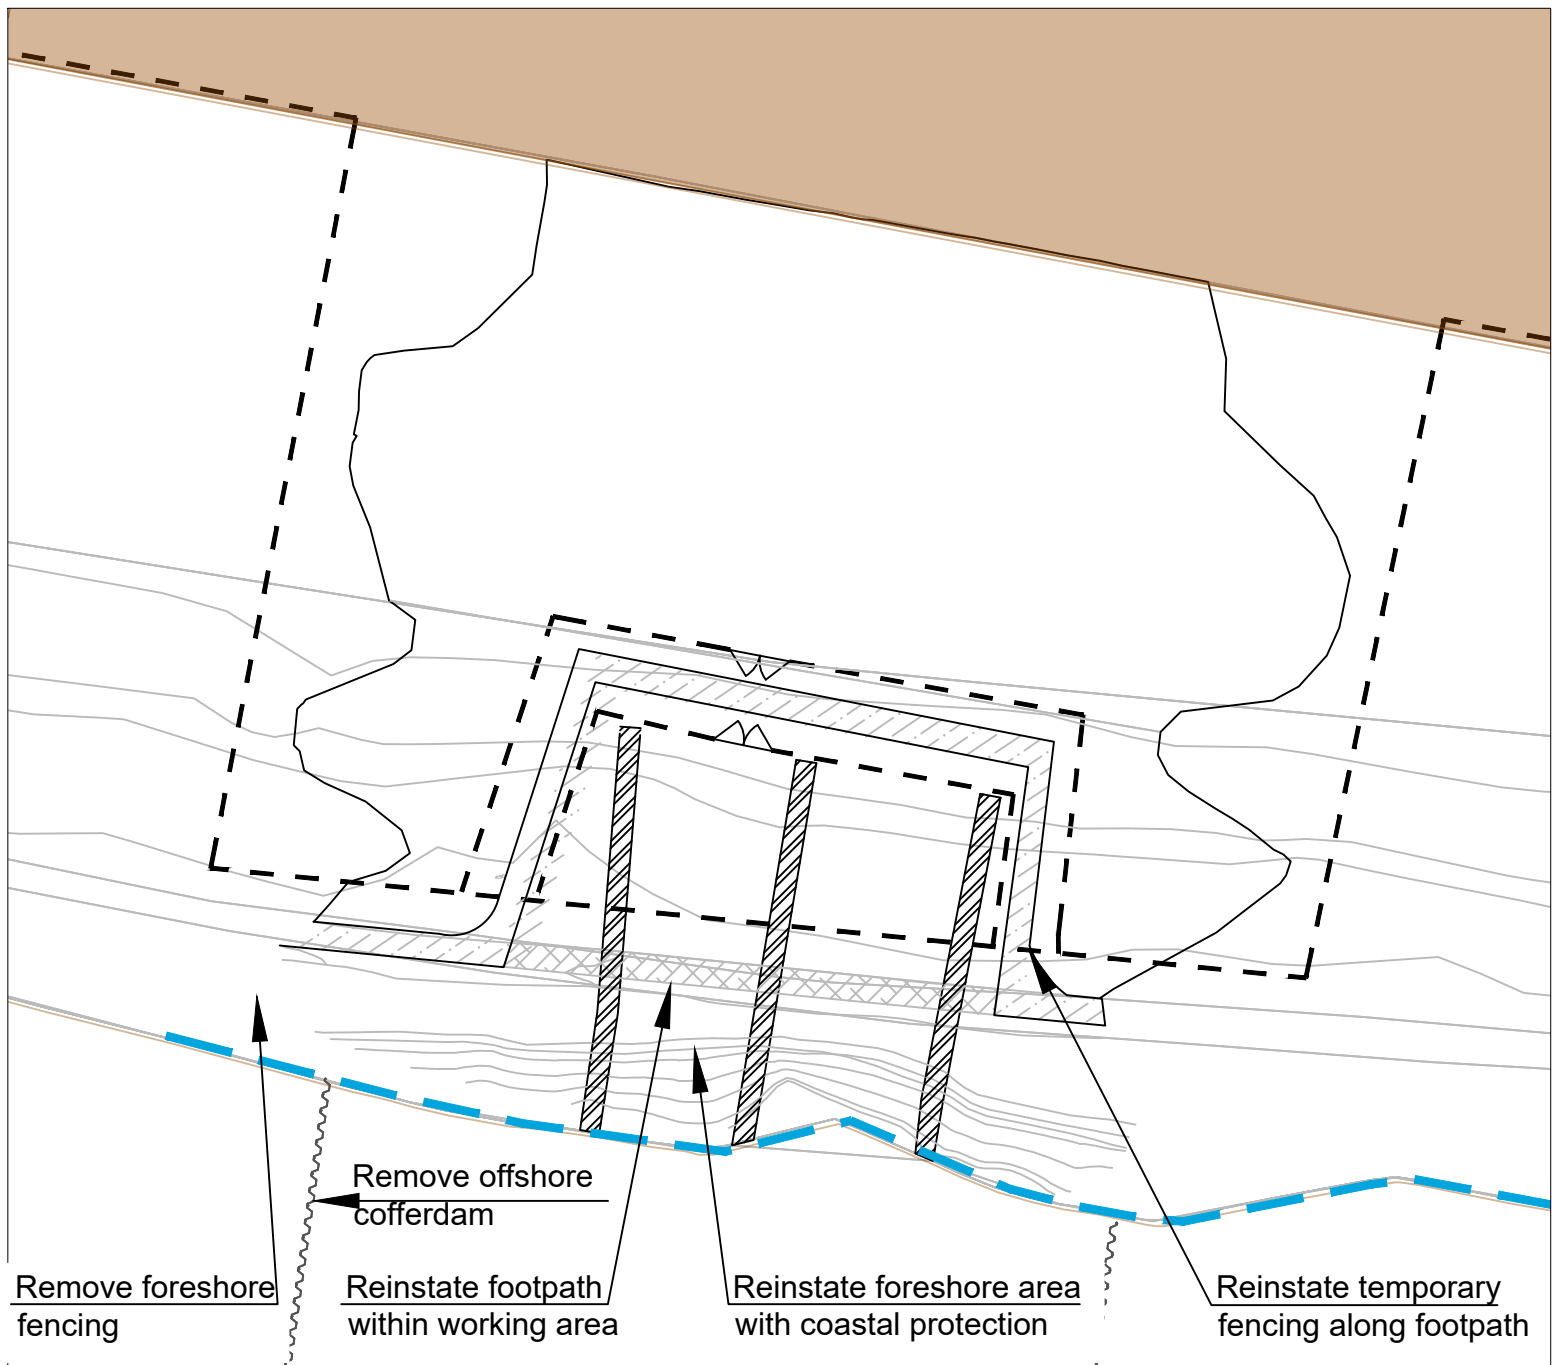 Remove offshore
cofferdam
Remove foreshore
fencing
Reinstate footpath
within working area
Reinstate foreshore area
with coastal protection
Reinstate temporary
fencing along footpath